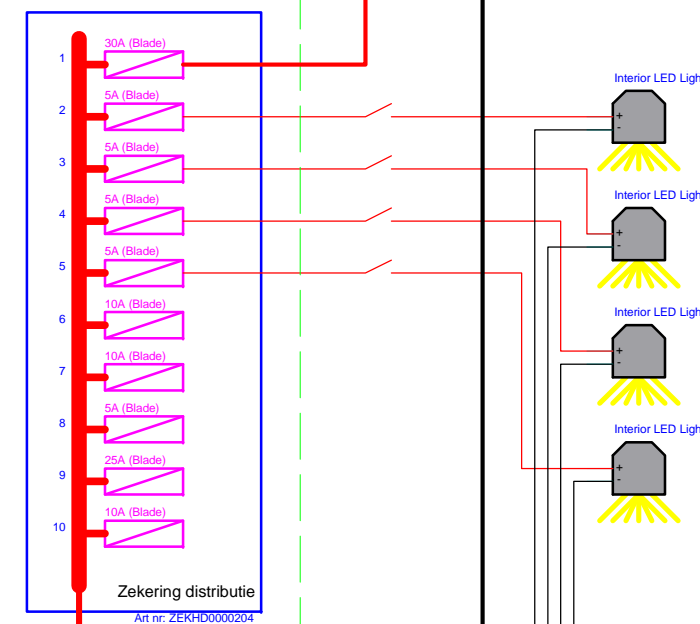 30A (Blade)
1
5A (Blade)
2
5A (Blade)
3
5A (Blade)
4
5A (Blade)
5
10A (Blade)
6
10A (Blade)
7
5A (Blade)
8
25A (Blade)
9
10A (Blade)
10
Zekering distributie
Art nr: ZEKHD0000204
Interior LED Ligh
+
-
Interior LED Ligh
+
-
Interior LED Ligh
+
-
Interior LED Ligh
+
-